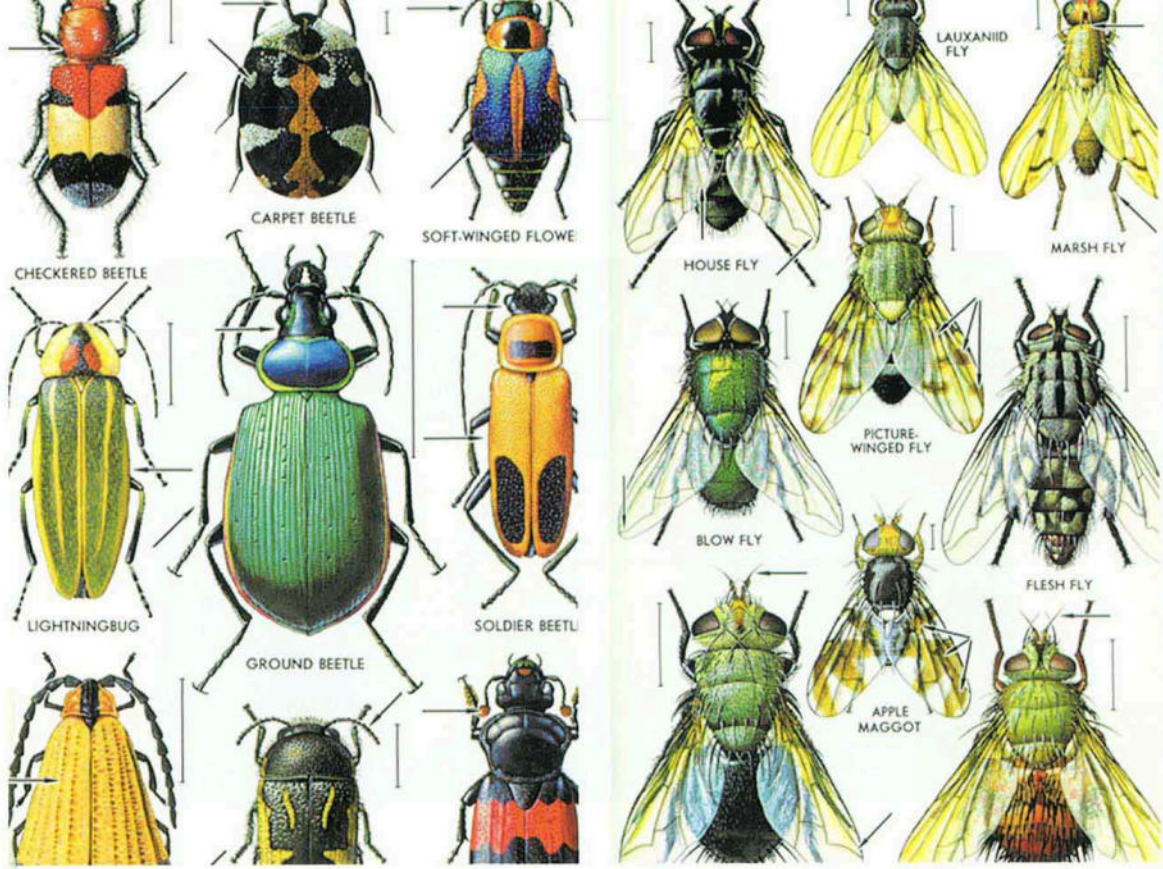 CARPET BEETLE
SOFT-WINGED FLOWE
CHECKERED BEETLE
LIGHTNINGBUG
GROUND BEETLE
SOLDIER BEETL
LAUXANIID
FLY
HOUSE FLY
MARSH FLY
PICTURE-
WINGED FLY
BLOW FLY
FLESH FLY
APPLE
MAGGOT